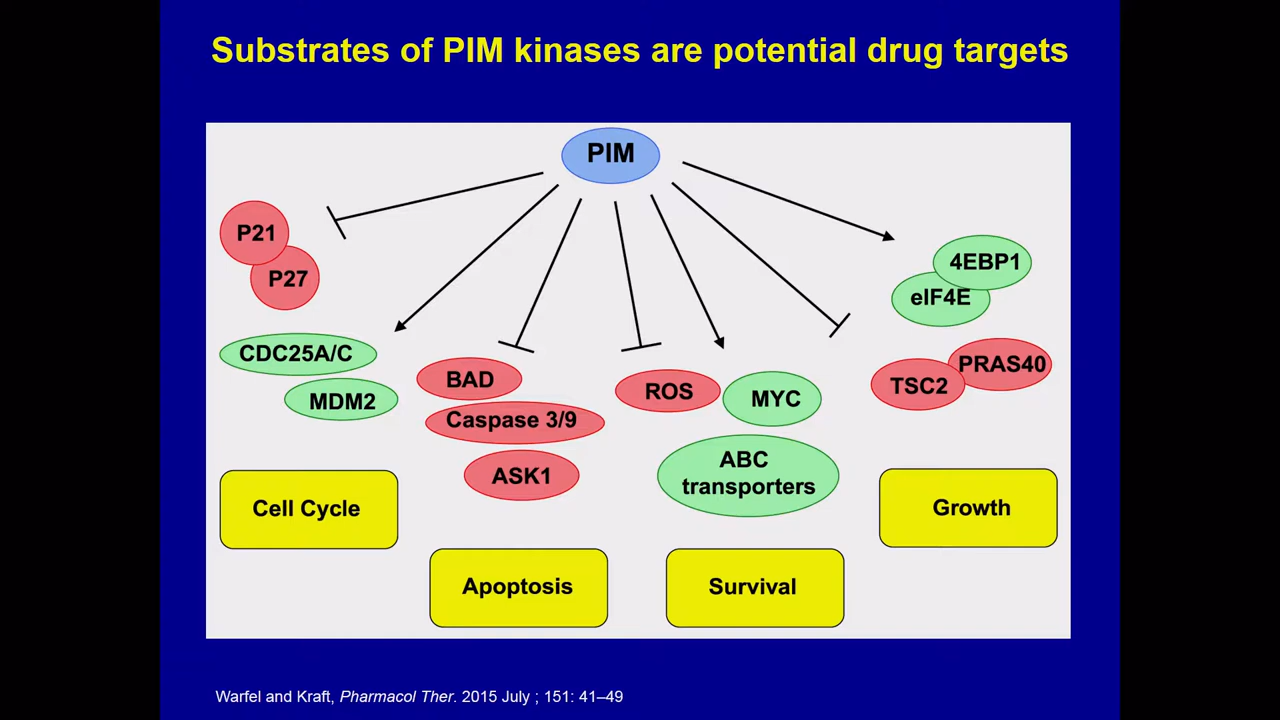 Substrates of PIM kinases are potential drug targets
PIM
P21
P27
CDC25A/C
MDM2
BAD
Caspase 3/9
ASK1
ROS
MYC
ABC
transporters
4EBP1
eIF4E
PRAS40
TSC2
Cell Cycle
Apoptosis
Survival
Growth
Warfel and Kraft, Pharmacol Ther. 2015 July ; 151: 41–49